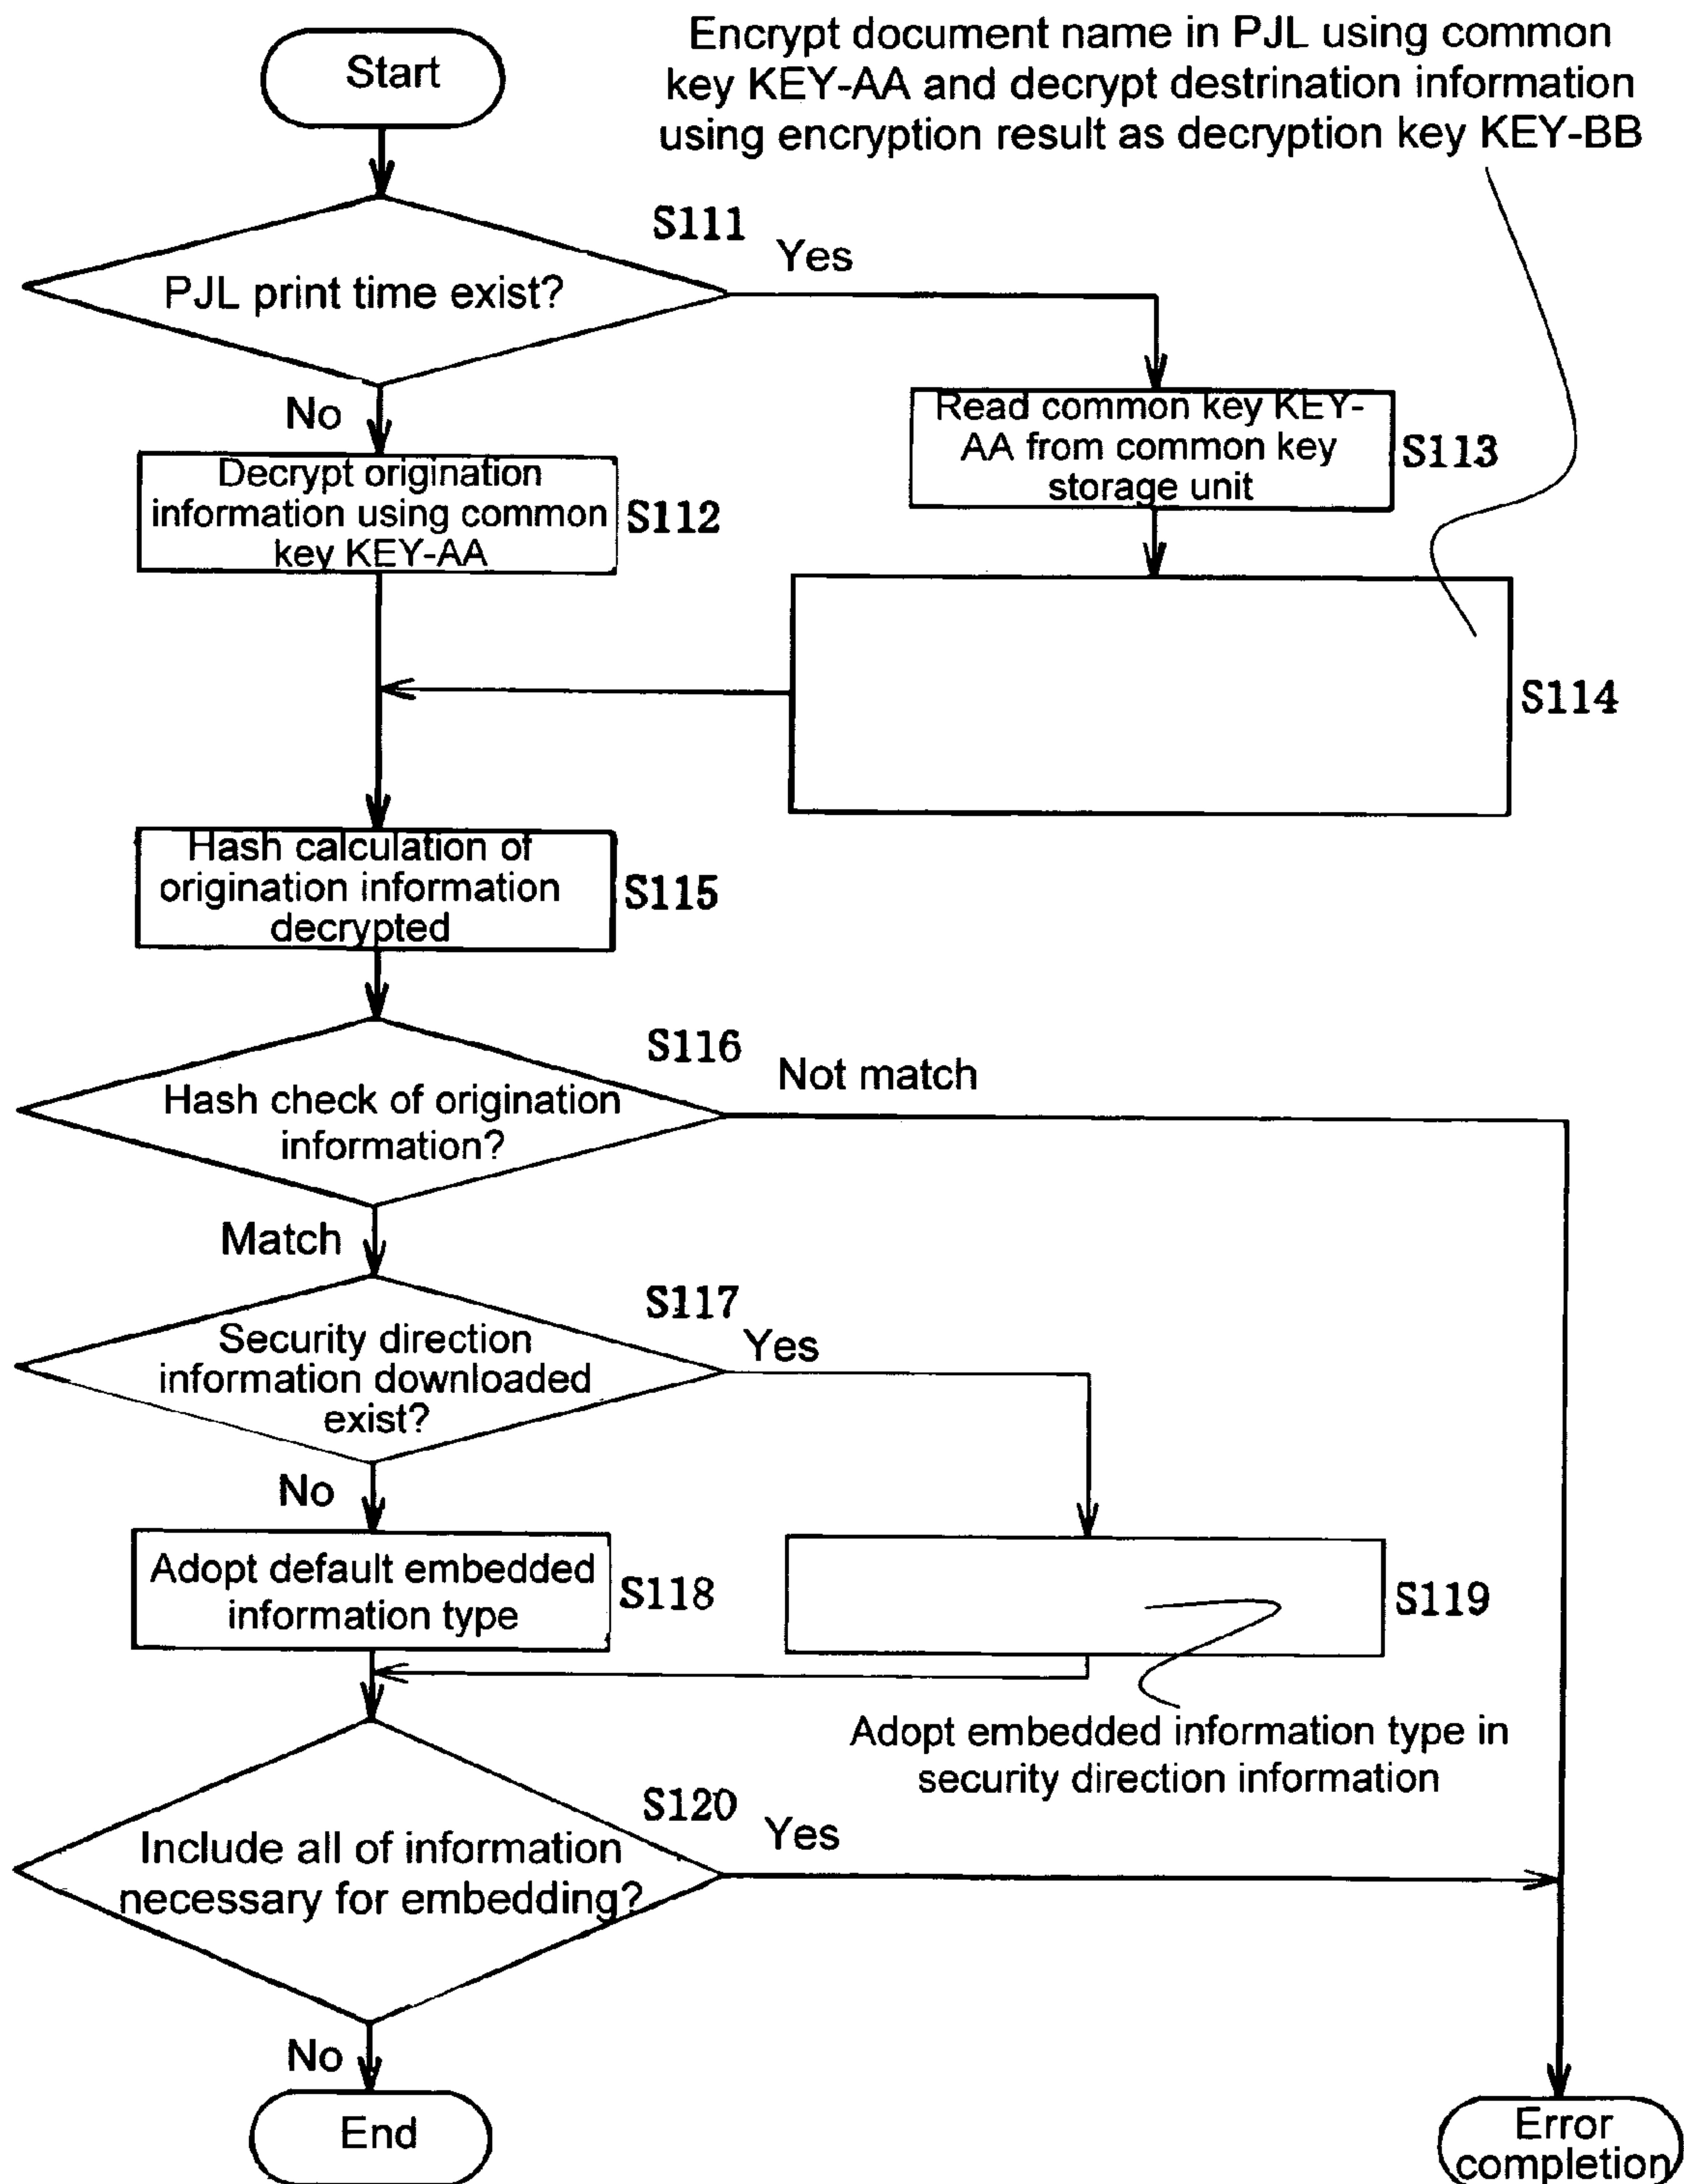 Start
Encrypt document name in PJL using common
key KEY-AA and decrypt destrination information
using encryption result as decryption key KEY-BB
S111
Yes
PJL print time exist?
No
Read common key KEY-
AA from common key
storage unit
S113
Decrypt origination
information using common
key KEY-AA
S112
S114
Hash calculation of
origination information
decrypted
S115
S116
Not match
Hash check of origination
information?
Match
S117
Yes
Security direction
information downloaded
exist?
No
Adopt default embedded
information type
S118
S119
Adopt embedded information type in
security direction information
S120
Yes
Include all of information
necessary for embedding?
No
End
Error
completion